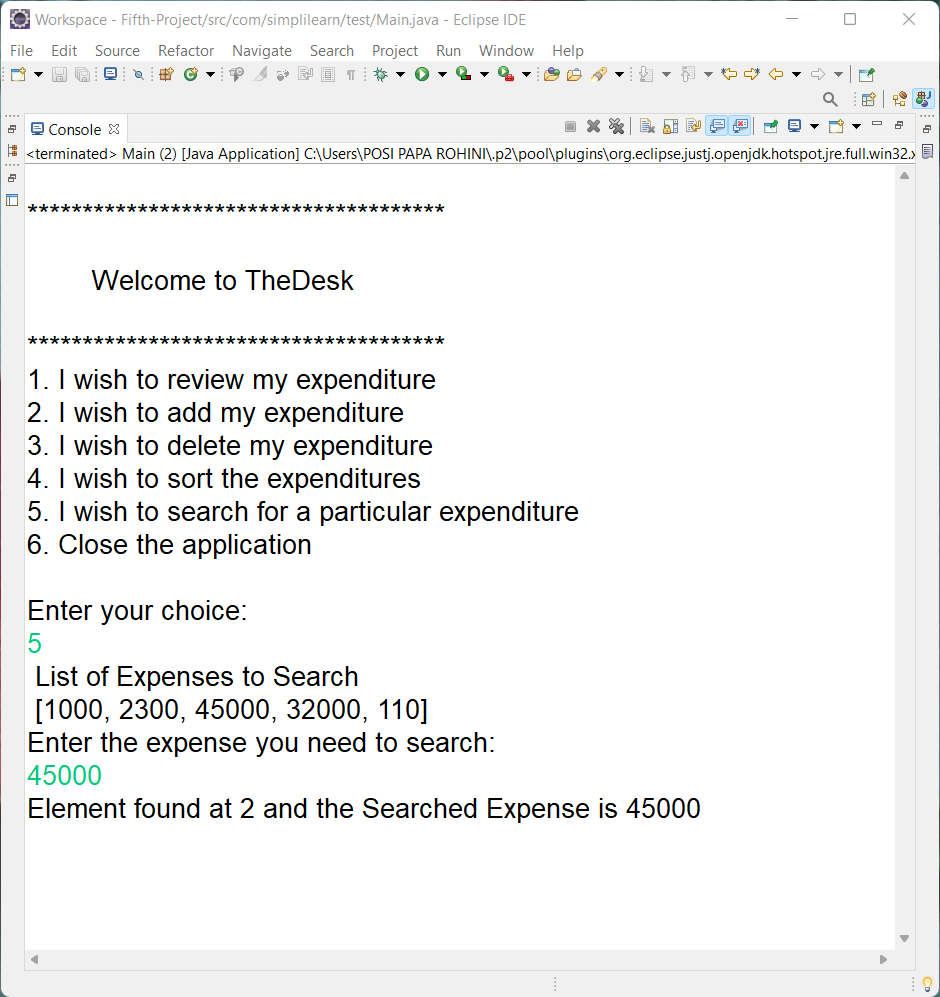 Workspace - Fifth-Project/src/com/simplilearn/test/Main.java - Eclipse IDE
File Edit Source Refactor Navigate Search Project Run Window Help
Console
<terminated> Main (2) [Java Application] C:\Users\POSI PAPA ROHINI\.p2\pool\plugins\org.eclipse.justj.openjdk.hotspot.jre.full.win32.x
**************************************
Welcome to TheDesk
**************************************
1. I wish to review my expenditure
2. I wish to add my expenditure
3. I wish to delete my expenditure
4. I wish to sort the expenditures
5. I wish to search for a particular expenditure
6. Close the application
Enter your choice:
5
List of Expenses to Search
[1000, 2300, 45000, 32000, 110]
Enter the expense you need to search:
45000
Element found at 2 and the Searched Expense is 45000